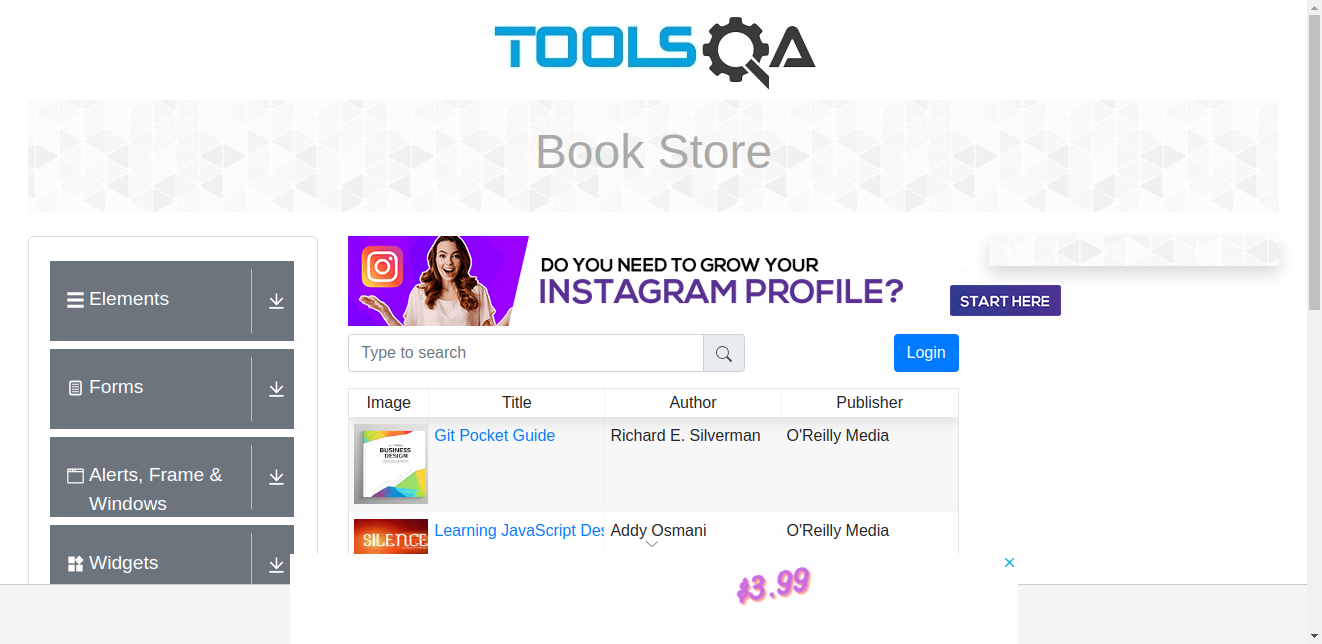 TOOLSQA
Book Store
Elements
Forms
Alerts, Frame &
Windows
Widgets
DO YOU NEED TO GROW YOUR
INSTAGRAM PROFILE?
START HERE
Type to search
Login
Image Title Author Publisher
BUSINESS
DESIGN
Git Pocket Guide Richard E. Silverman O'Reilly Media
SILENCE
Learning JavaScript Des Addy Osmani O'Reilly Media
$3.99